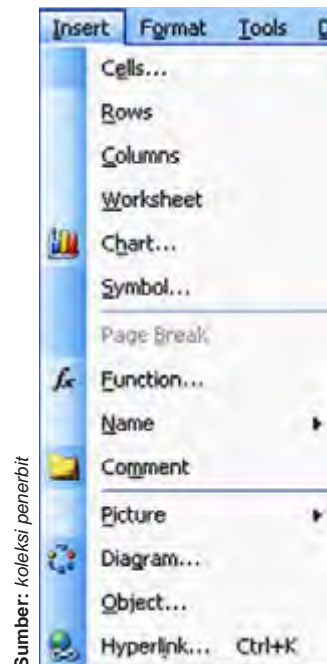 Insert Format Tools
Cells...
Rows
Columns
Worksheet
Chart...
Symbol...
Page Break
Function...
Name
Comment
Picture
Diagram...
Object...
Hyperlink... Ctrl+K
Sumber: koleksi penerbit